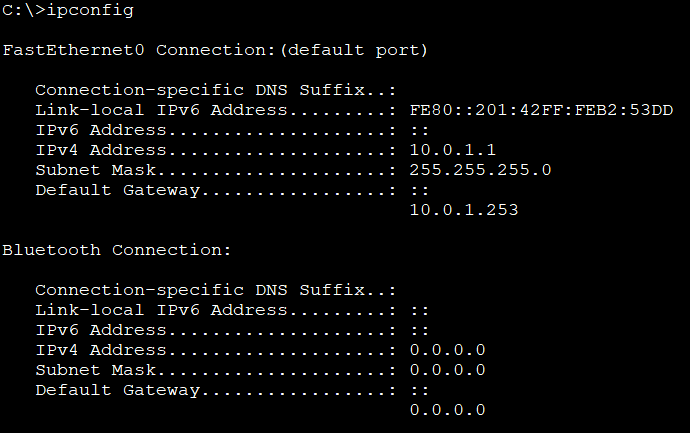 C:\>ipconfig
FastEthernet0 Connection:(default port)
Connection-specific DNS Suffix..:
Link-local IPv6 Address.........: FE80::201:42FF:FEB2:53DD
IPv6 Address....................: ::
IPv4 Address....................: 10.0.1.1
Subnet Mask.....................: 255.255.255.0
Default Gateway.................: ::
10.0.1.253
Bluetooth Connection:
Connection-specific DNS Suffix..:
Link-local IPv6 Address.........: ::
IPv6 Address....................: ::
IPv4 Address....................: 0.0.0.0
Subnet Mask.....................: 0.0.0.0
Default Gateway.................: ::
0.0.0.0